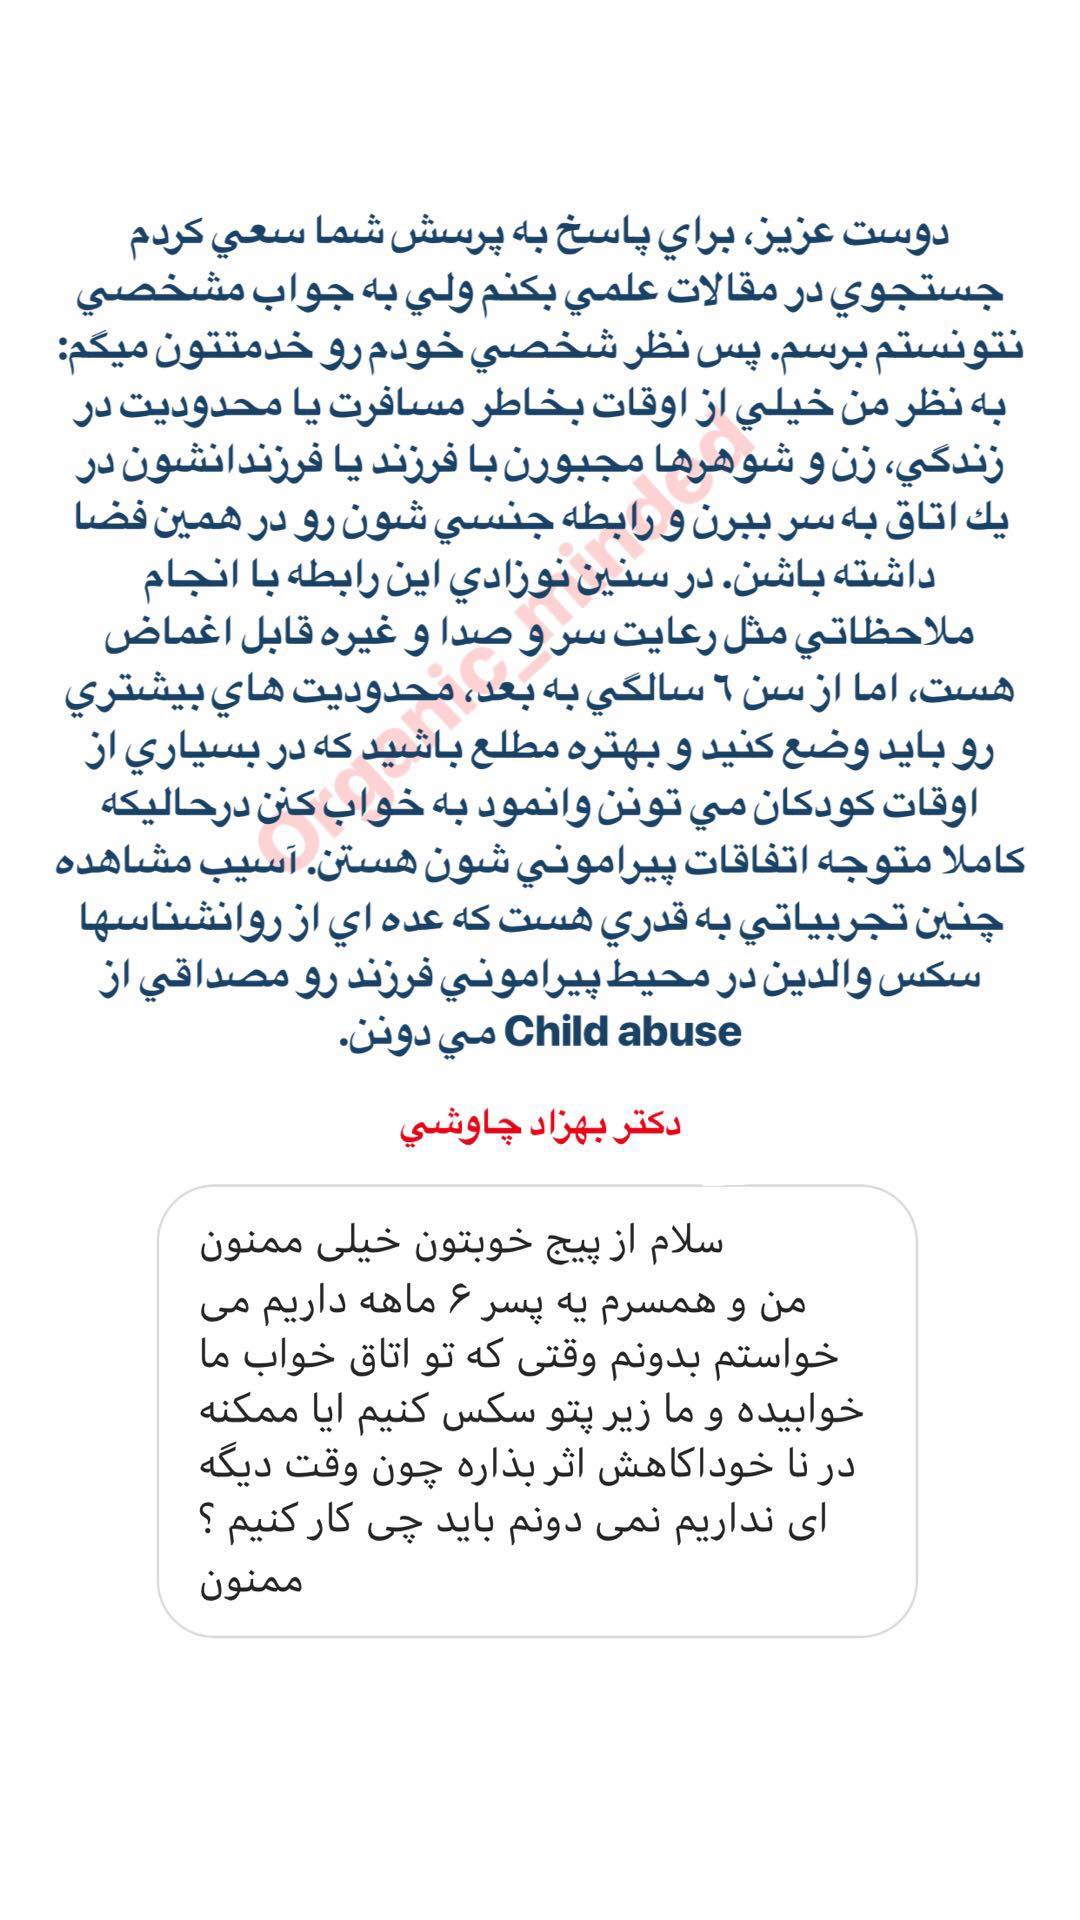 دوست عزيز، براي پاسخ به پرسش شما سعي كردم
جستجوي در مقالات علمي بكنم ولي به جواب مشخصي
نتونستم برسم. پس نظر شخصي خودم رو خدمتتون ميگم:
به نظر من خيلي از اوقات بخاطر مسافرت يا محدوديت در
زندگي، زن و شوهرها مجبورن با فرزند يا فرزندانشون در
يك اتاق به سر ببرن و رابطه جنسي شون رو در همين فضا
داشته باشن. در سنين نوزادي اين رابطه با انجام
ملاحظاتي مثل رعايت سر و صدا و غيره قابل اغماض
هست، اما از سن ٦ سالگي به بعد، محدوديت هاي بيشتري
رو بايد وضع كنيد و بهتره مطلع باشيد كه در بسياري از
اوقات كودكان مي تونن وانمود به خواب كنن درحاليكه
كاملا متوجه اتفاقات پيراموني شون هستن. آسيب مشاهده
چنين تجربياتي به قدري هست كه عده اي از روانشناسها
سكس والدين در محيط پيراموني فرزند رو مصداقي از
Child abuse مي دونن.
دكتر بهزاد چاوشي
سلام از پیج خوبتون خیلی ممنون
من و همسرم یه پسر ۶ ماهه داریم می
خواستم بدونم وقتی که تو اتاق خواب ما
خوابیده و ما زیر پتو سکس کنیم ایا ممکنه
در نا خوداکاهش اثر بذاره چون وقت دیگه
ای نداریم نمی دونم باید چی کار کنیم ؟
ممنون
Organic_minded